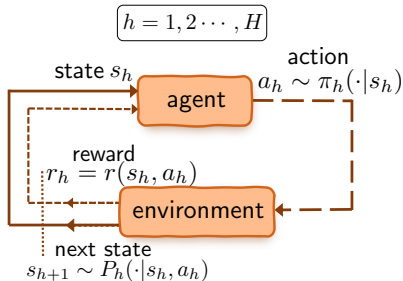 h = 1, 2 ⋯ , H
action
state s_h
a_h ∼ π_h(·|s_h)
agent
reward
r_h = r(s_h, a_h)
environment
next state
s_{h+1} ∼ P_h(·|s_h, a_h)